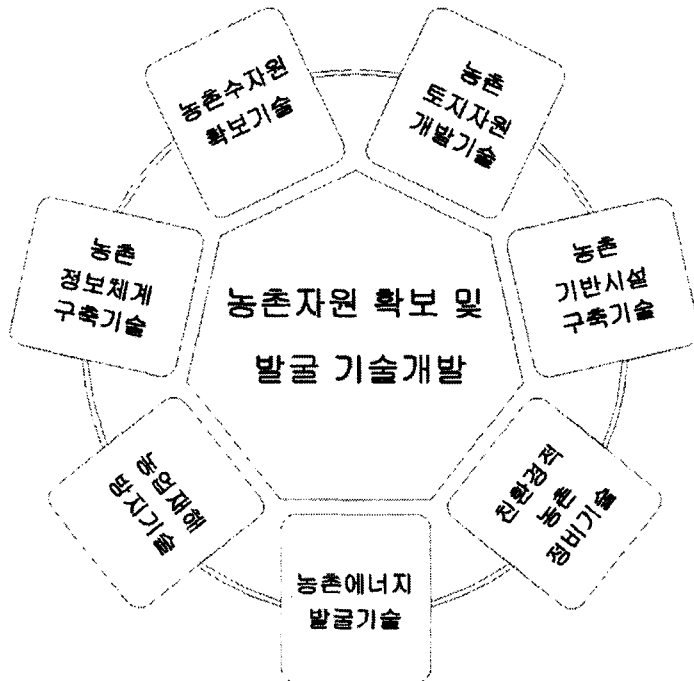 농촌수자원
확보기술
농촌
토지자원
개발기술
농촌
정보체계
구축기술
농촌
기반시설
구축기술
농촌자원 확보 및
발굴 기술개발
농업재해
방지기술
친환경적
농촌
정비기술
농촌에너지
발굴기술